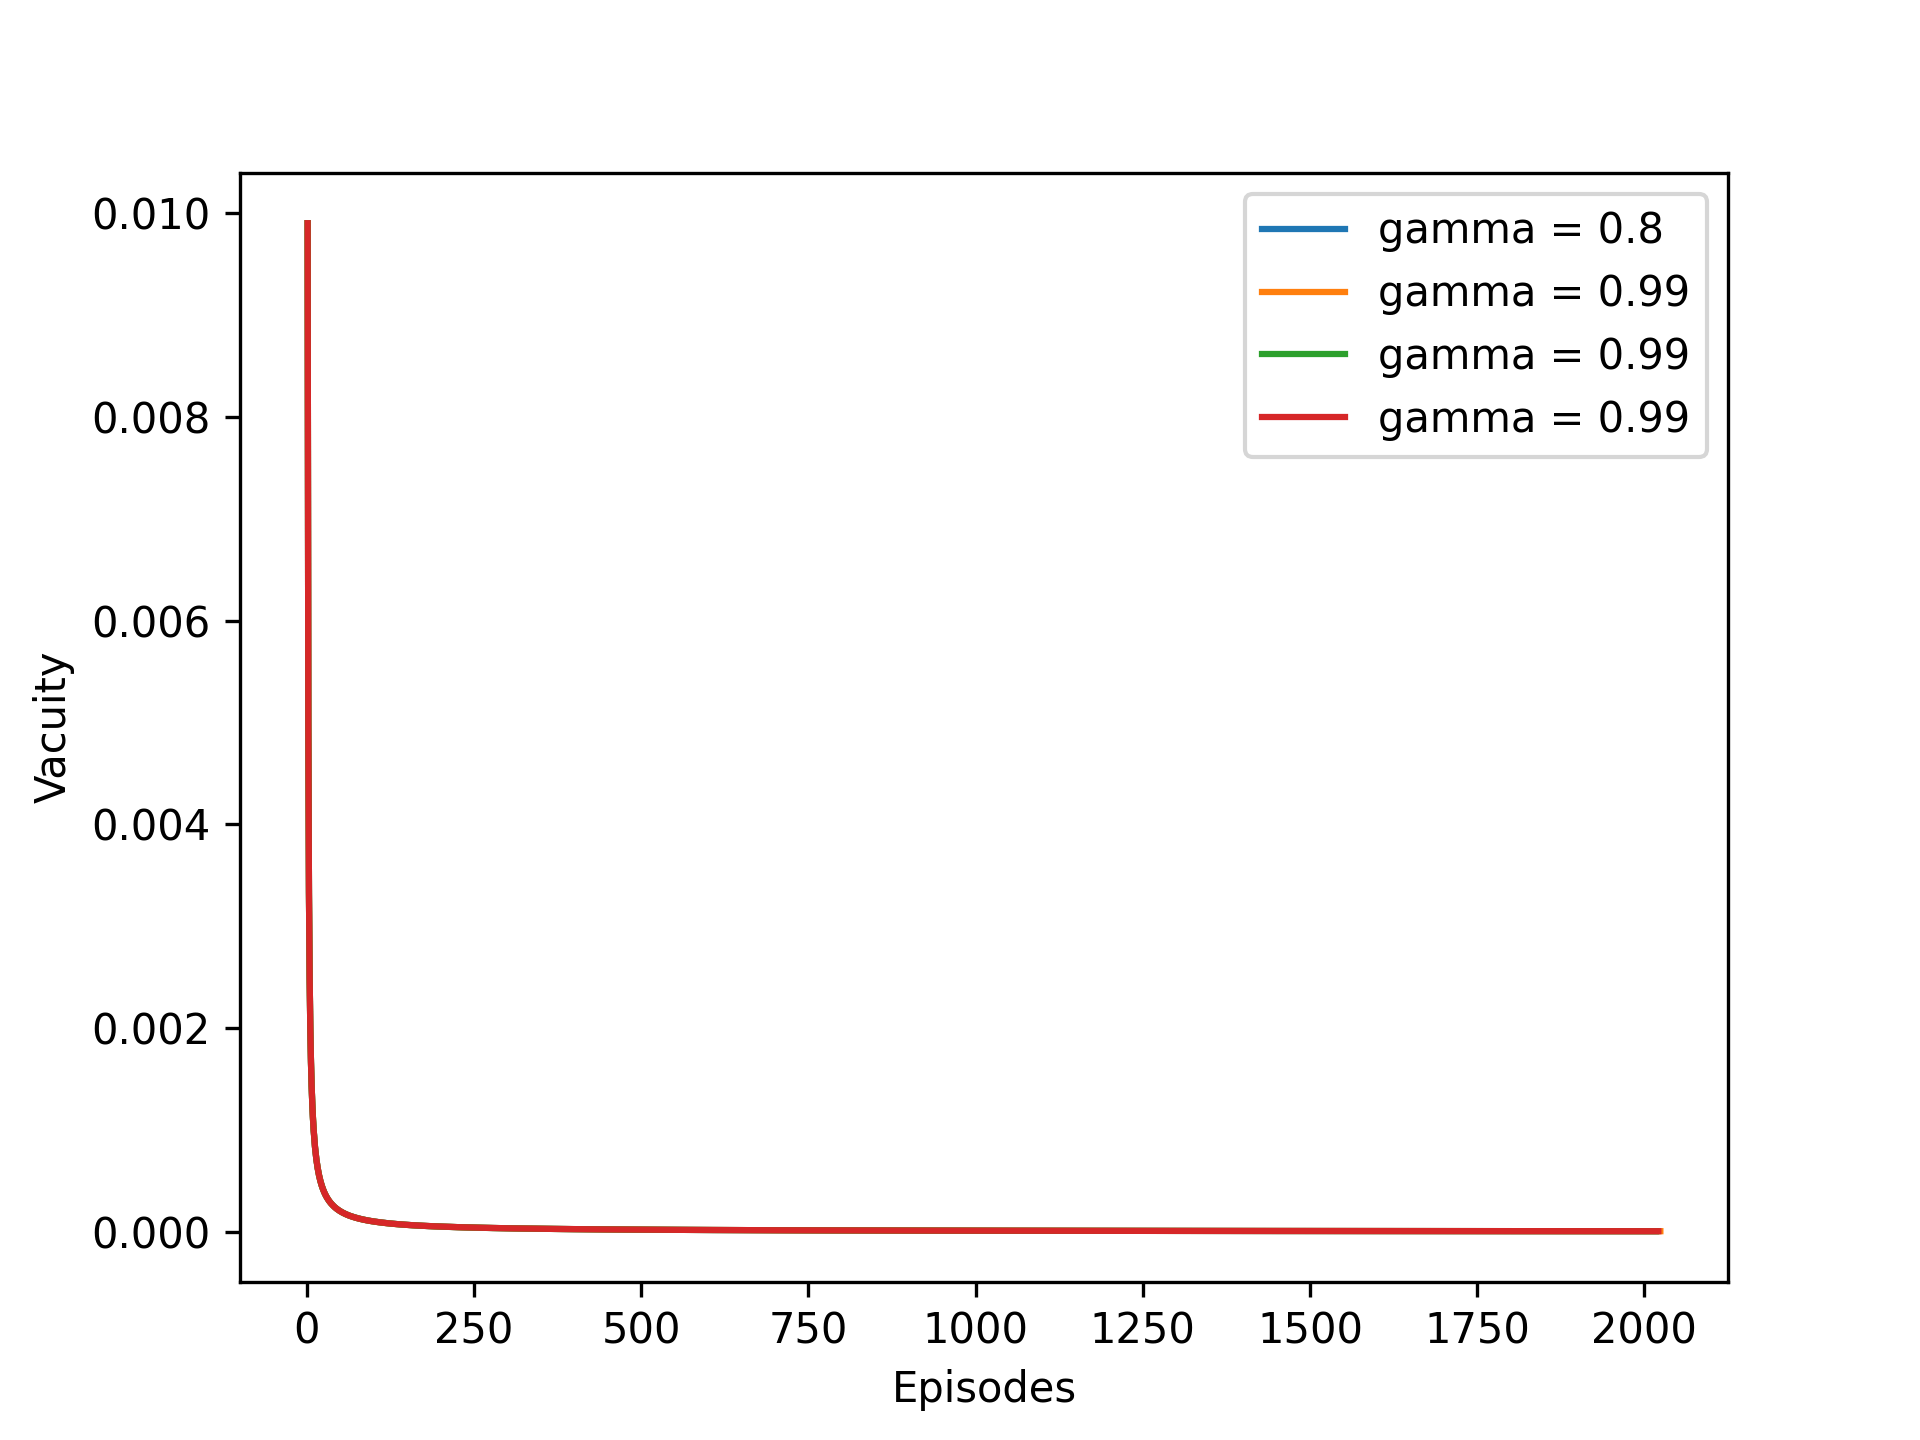 gamma = 0.8
gamma = 0.99
gamma = 0.99
gamma = 0.99
0.010
0.008
0.006
0.004
0.002
0.000
Vacuity
0 250 500 750 1000 1250 1500 1750 2000
Episodes